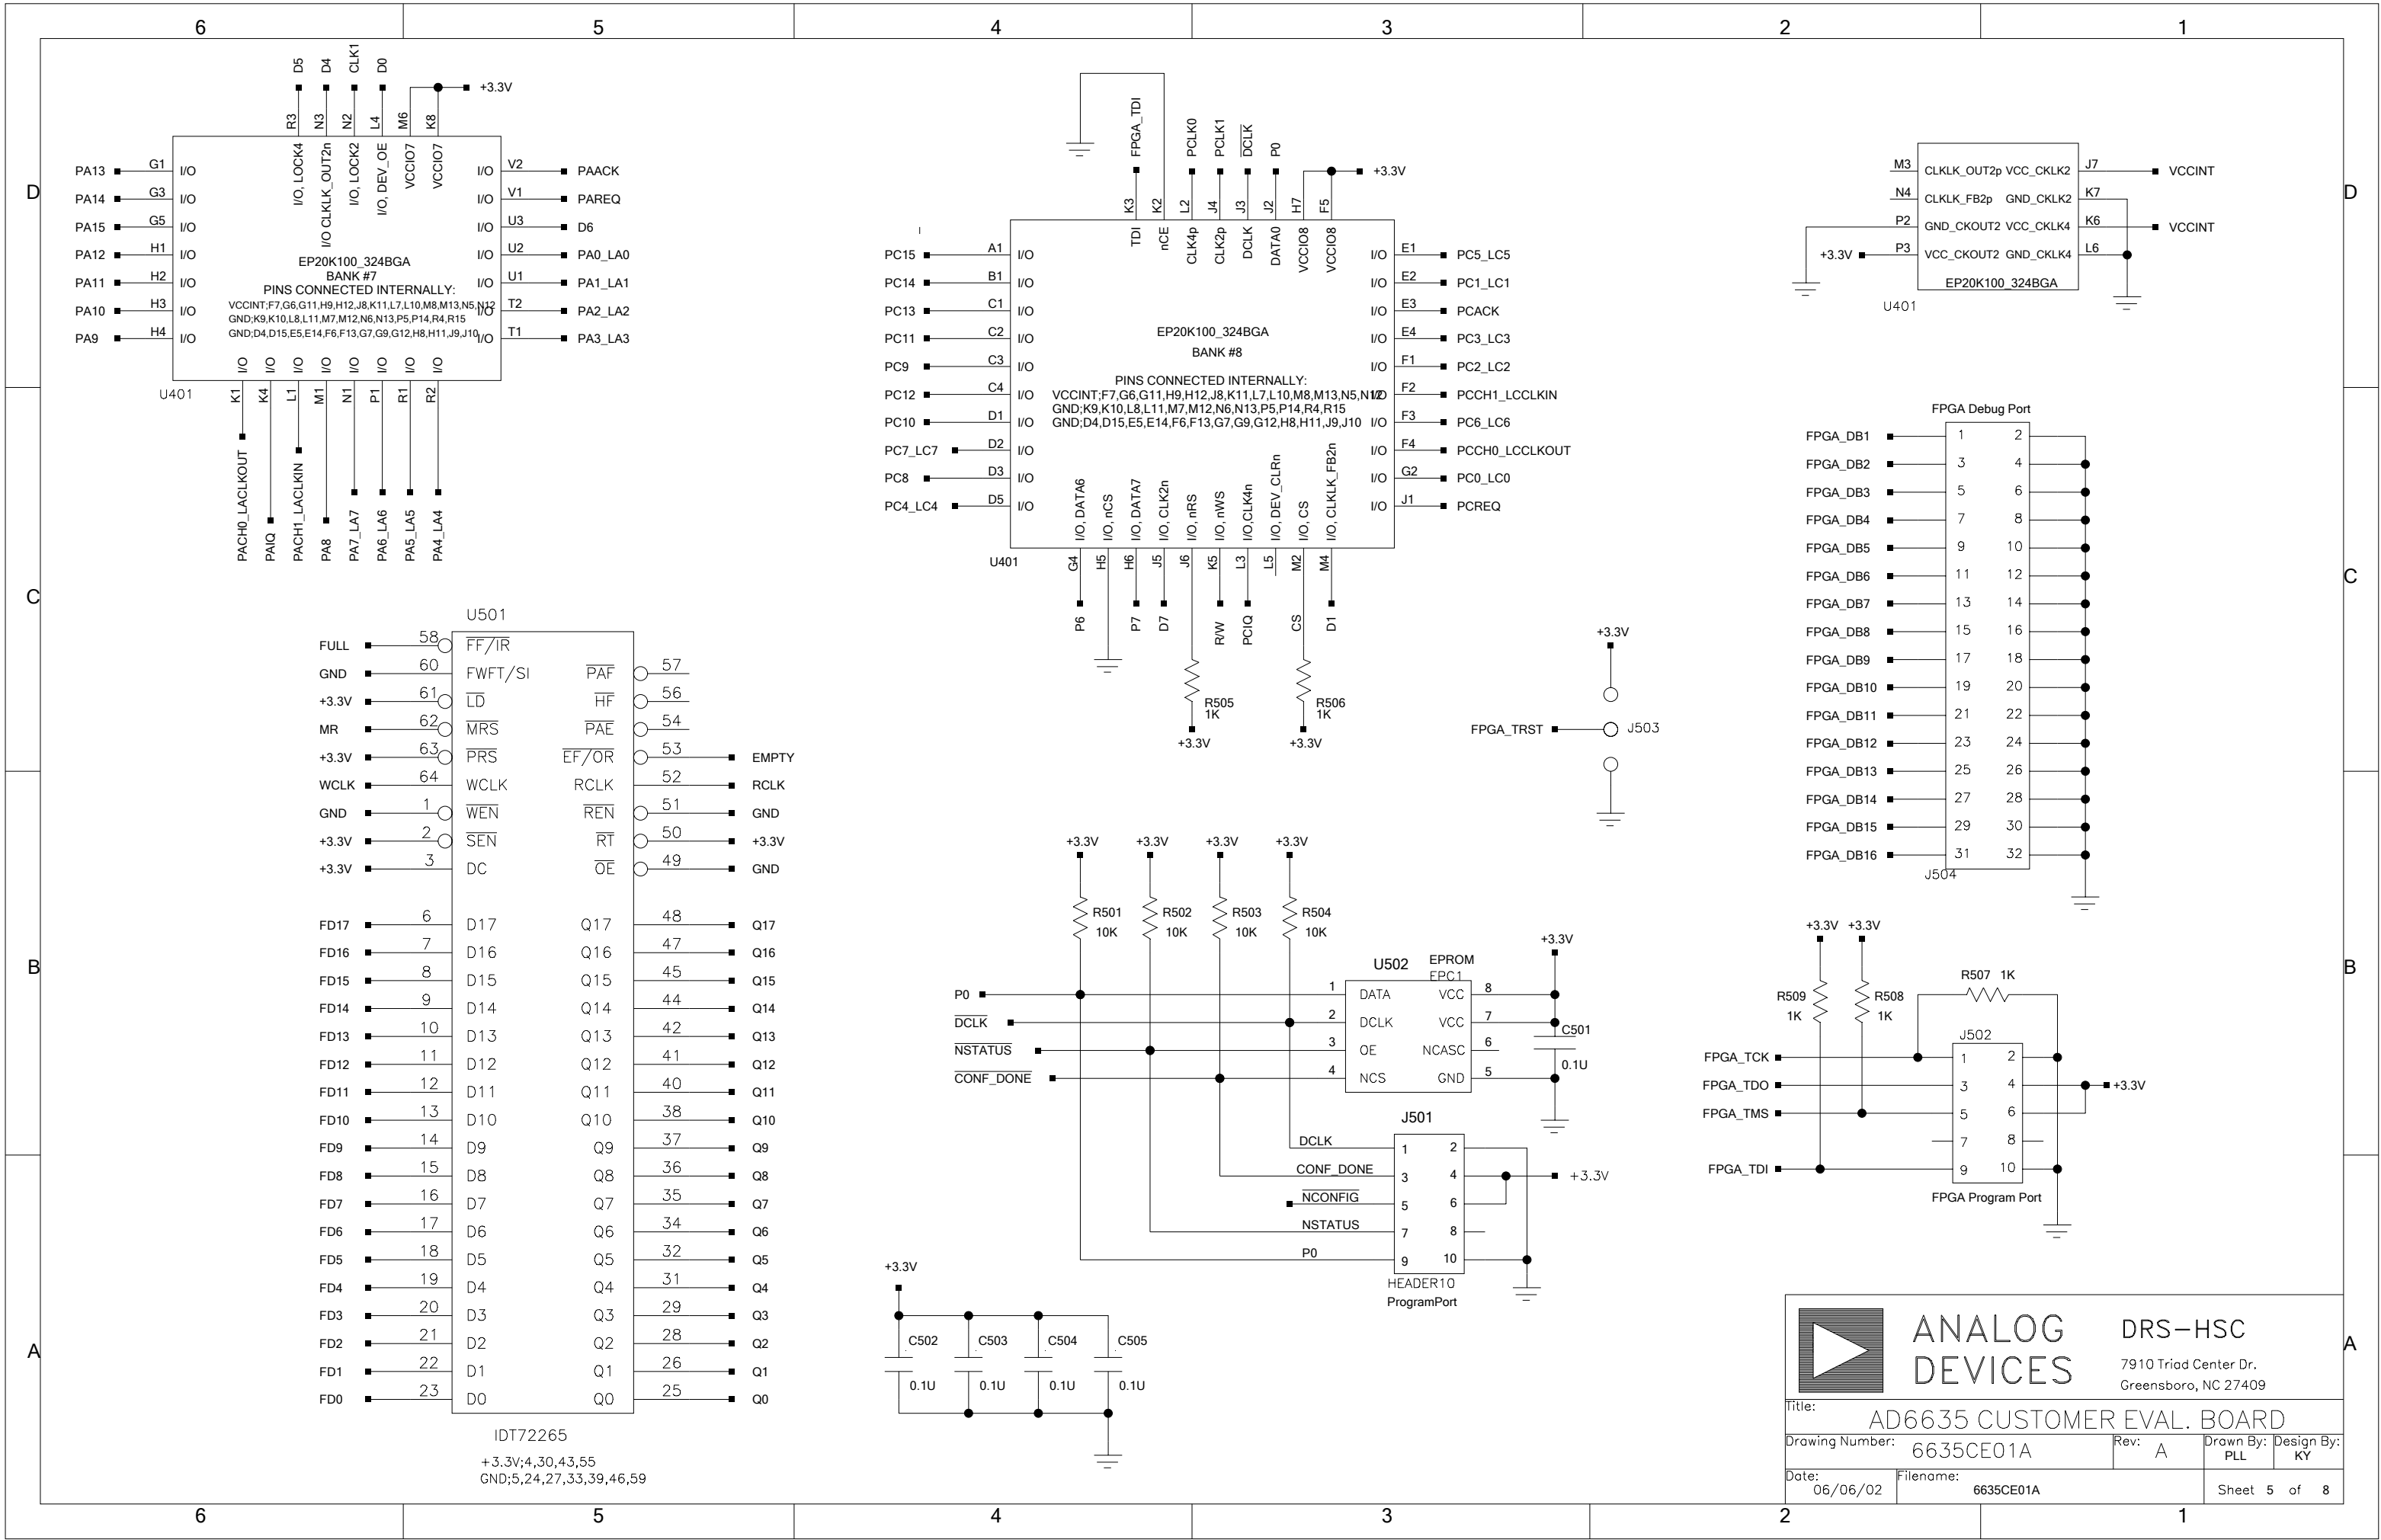 6 5 4 3 2 1
D
C
B
A
D5
D4
CLK1
D0
+3.3V
R3 N3 N2 L4 M6 K8
I/O, LOCK4
I/O CLKLK_OUT2n
I/O, LOCK2
I/O, DEV_OE
VCCIO7
VCCIO7
PA13 G1 I/O I/O V2 PAACK
PA14 G3 I/O I/O V1 PAREQ
PA15 G5 I/O I/O U3 D6
PA12 H1 I/O I/O U2 PA0_LA0
PA11 H2 I/O I/O U1 PA1_LA1
PA10 H3 I/O I/O T2 PA2_LA2
PA9 H4 I/O I/O T1 PA3_LA3
EP20K100_324BGA
BANK #7
PINS CONNECTED INTERNALLY:
VCCINT;F7,G6,G11,H9,H12,J8,K11,L7,L10,M8,M13,N5,N12
GND;K9,K10,L8,L11,M7,M12,N6,N13,P5,P14,R4,R15
GND;D4,D15,E5,E14,F6,F13,G7,G9,G12,H8,H11,J9,J10
I/O I/O I/O I/O I/O I/O I/O I/O
U401
K1 K4 L1 M1 N1 P1 R1 R2
PACH0_LACLKOUT
PAIQ
PACH1_LACLKIN
PA8
PA7_LA7
PA6_LA6
PA5_LA5
PA4_LA4
FPGA_TDI
PCLK0
PCLK1
DCLK
P0
+3.3V
K3 K2 L2 J4 J3 J2 H7 F5
TDI
nCE
CLK4p
CLK2p
DCLK
DATA0
VCCIO8
VCCIO8
PC15 A1 I/O I/O E1 PC5_LC5
PC14 B1 I/O I/O E2 PC1_LC1
PC13 C1 I/O I/O E3 PCACK
PC11 C2 I/O I/O E4 PC3_LC3
PC9 C3 I/O I/O F1 PC2_LC2
PC12 C4 I/O I/O F2 PCCH1_LCCLKIN
PC10 D1 I/O I/O F3 PC6_LC6
PC7_LC7 D2 I/O I/O F4 PCCH0_LCCLKOUT
PC8 D3 I/O I/O G2 PC0_LC0
PC4_LC4 D5 I/O I/O J1 PCREQ
EP20K100_324BGA
BANK #8
PINS CONNECTED INTERNALLY:
VCCINT;F7,G6,G11,H9,H12,J8,K11,L7,L10,M8,M13,N5,N12
GND;K9,K10,L8,L11,M7,M12,N6,N13,P5,P14,R4,R15
GND;D4,D15,E5,E14,F6,F13,G7,G9,G12,H8,H11,J9,J10
I/O, DATA6
I/O, nCS
I/O, DATA7
I/O, CLK2n
I/O, nRS
I/O, nWS
I/O,CLK4n
I/O, DEV_CLRn
I/O, CS
I/O, CLKLK_FB2n
U401
G4 H5 H6 J5 J6 K5 L3 L5 M2 M4
P6
P7
D7
R/W
PCIQ
CS
D1
R505
1K
+3.3V
R506
1K
+3.3V
M3 CLKLK_OUT2p VCC_CKLK2 J7 VCCINT
N4 CLKLK_FB2p GND_CKLK2 K7
P2 GND_CKOUT2 VCC_CKLK4 K6 VCCINT
+3.3V P3 VCC_CKOUT2 GND_CKLK4 L6
EP20K100_324BGA
U401
FPGA Debug Port
FPGA_DB1 1 2
FPGA_DB2 3 4
FPGA_DB3 5 6
FPGA_DB4 7 8
FPGA_DB5 9 10
FPGA_DB6 11 12
FPGA_DB7 13 14
FPGA_DB8 15 16
FPGA_DB9 17 18
FPGA_DB10 19 20
FPGA_DB11 21 22
FPGA_DB12 23 24
FPGA_DB13 25 26
FPGA_DB14 27 28
FPGA_DB15 29 30
FPGA_DB16 31 32
J504
+3.3V
FPGA_TRST J503
U501
FULL 58 FF/IR
GND 60 FWFT/SI PAF 57
+3.3V 61 LD HF 56
MR 62 MRS PAE 54
+3.3V 63 PRS EF/OR 53 EMPTY
WCLK 64 WCLK RCLK 52 RCLK
GND 1 WEN REN 51 GND
+3.3V 2 SEN RT 50 +3.3V
+3.3V 3 DC OE 49 GND
FD17 6 D17 Q17 48 Q17
FD16 7 D16 Q16 47 Q16
FD15 8 D15 Q15 45 Q15
FD14 9 D14 Q14 44 Q14
FD13 10 D13 Q13 42 Q13
FD12 11 D12 Q12 41 Q12
FD11 12 D11 Q11 40 Q11
FD10 13 D10 Q10 38 Q10
FD9 14 D9 Q9 37 Q9
FD8 15 D8 Q8 36 Q8
FD7 16 D7 Q7 35 Q7
FD6 17 D6 Q6 34 Q6
FD5 18 D5 Q5 32 Q5
FD4 19 D4 Q4 31 Q4
FD3 20 D3 Q3 29 Q3
FD2 21 D2 Q2 28 Q2
FD1 22 D1 Q1 26 Q1
FD0 23 D0 Q0 25 Q0
IDT72265
+3.3V;4,30,43,55
GND;5,24,27,33,39,46,59
+3.3V +3.3V +3.3V +3.3V
R501 R502 R503 R504
10K 10K 10K 10K
U502 EPROM
EPC1
+3.3V
P0 1 DATA VCC 8
DCLK 2 DCLK VCC 7
NSTATUS 3 OE NCASC 6
CONF_DONE 4 NCS GND 5
C501
0.1U
J501
DCLK 1 2
CONF_DONE 3 4 +3.3V
NCONFIG 5 6
NSTATUS 7 8
P0 9 10
HEADER10
ProgramPort
+3.3V
C502 C503 C504 C505
0.1U 0.1U 0.1U 0.1U
+3.3V +3.3V
R507 1K
R509 R508
1K 1K
J502
FPGA_TCK 1 2
FPGA_TDO 3 4 +3.3V
FPGA_TMS 5 6
7 8
FPGA_TDI 9 10
FPGA Program Port
ANALOG
DEVICES
DRS-HSC
7910 Triad Center Dr.
Greensboro, NC 27409
Title: AD6635 CUSTOMER EVAL. BOARD
Drawing Number: 6635CE01A Rev: A Drawn By: PLL Design By: KY
Date: 06/06/02 Filename: 6635CE01A Sheet 5 of 8
D
C
B
A
6 5 4 3 2 1